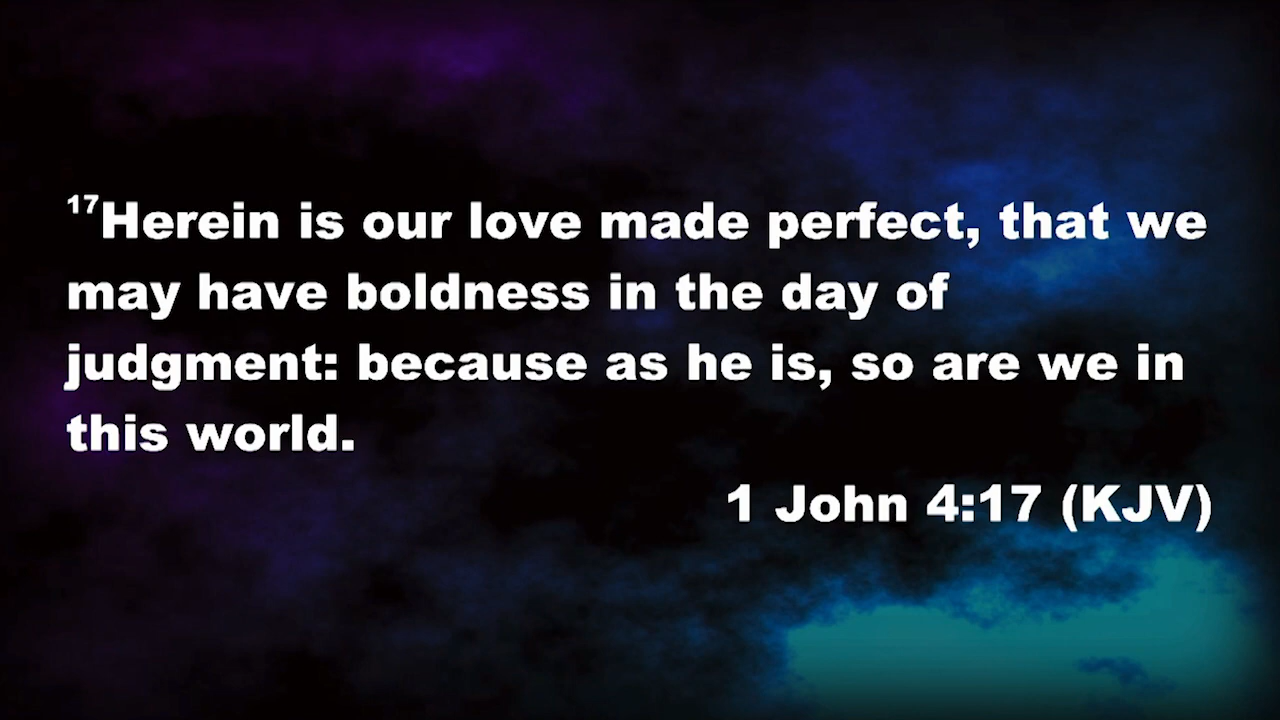 17Herein is our love made perfect, that we
may have boldness in the day of
judgment: because as he is, so are we in
this world.
1 John 4:17 (KJV)